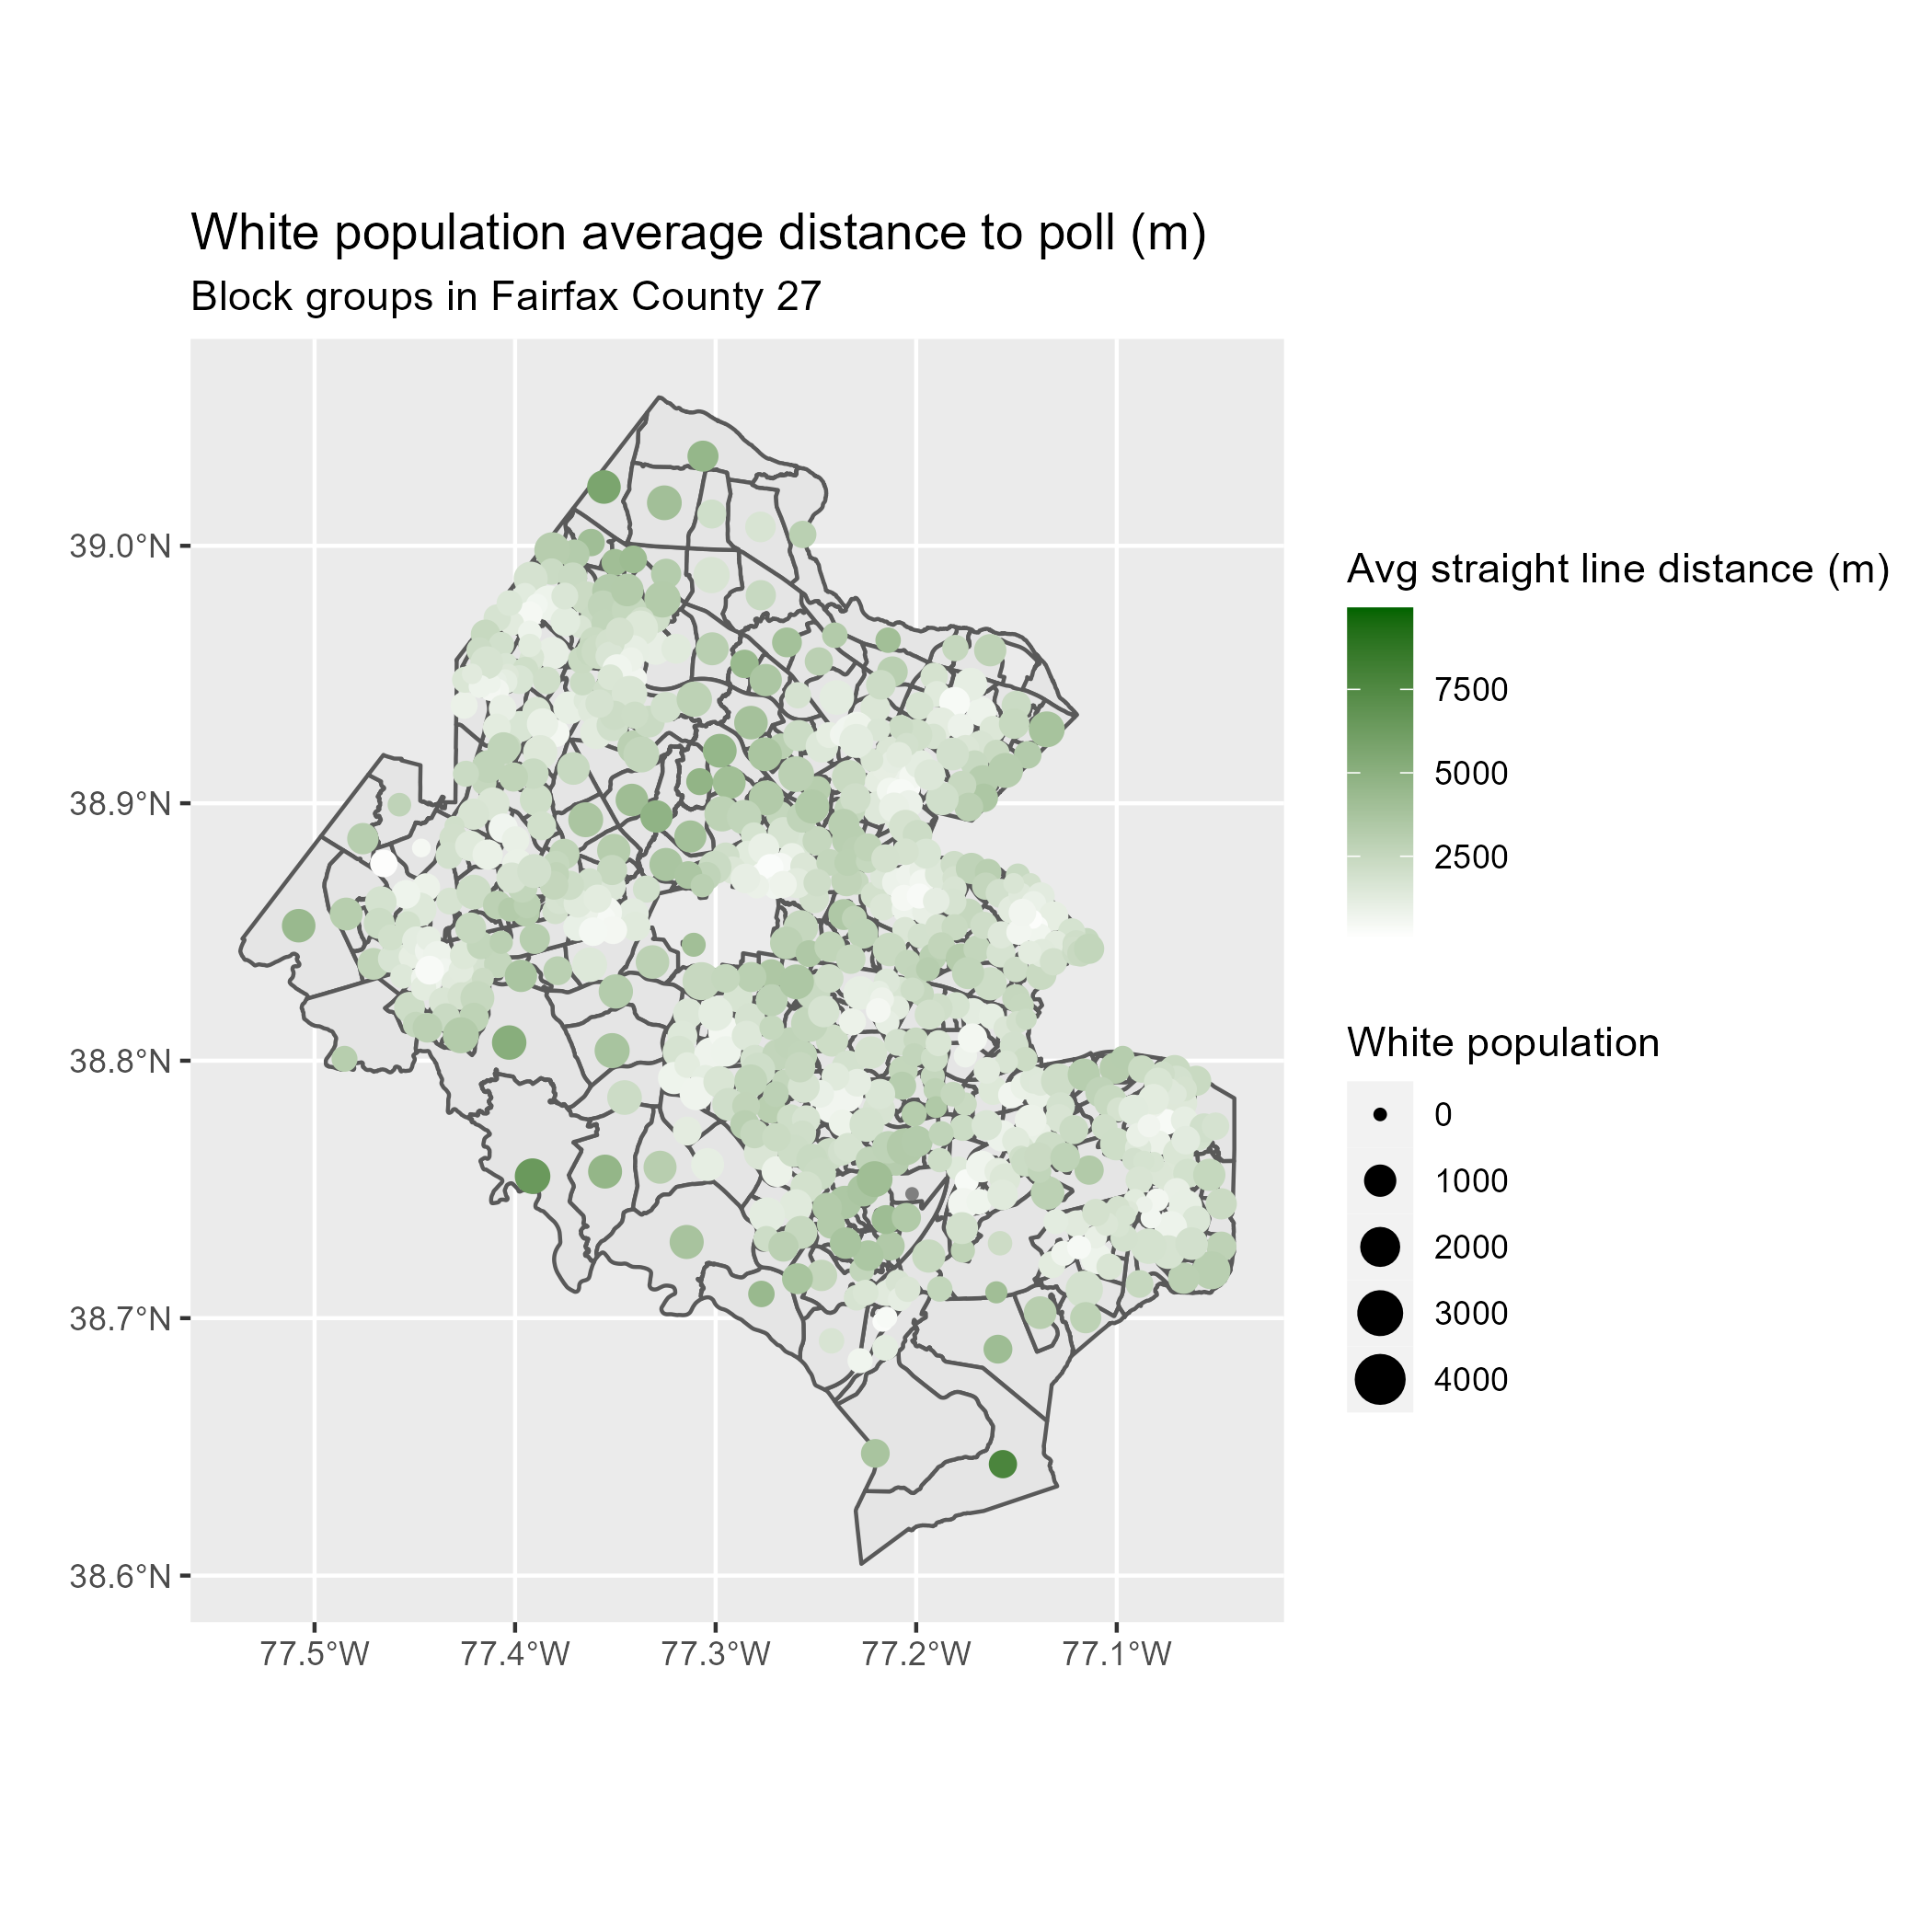 White population average distance to poll (m)
Block groups in Fairfax County 27
39.0°N
38.9°N
38.8°N
38.7°N
38.6°N
77.5°W
77.4°W
77.3°W
77.2°W
77.1°W
Avg straight line distance (m)
7500
5000
2500
White population
0
1000
2000
3000
4000